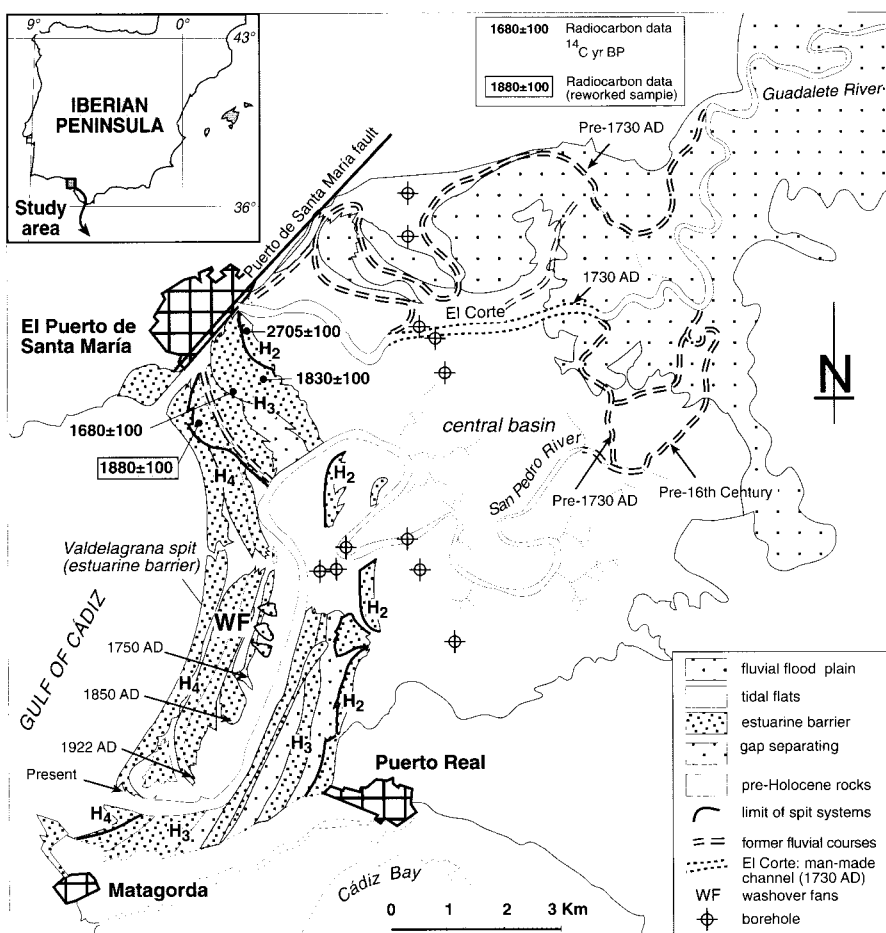 9°
0°
43°
IBERIAN
PENINSULA
36°
Study
area
1680±100 Radiocarbon data
14C yr BP
1880±100 Radiocarbon data
(reworked sample)
Guadalete River
Pre-1730 AD
Puerto de Santa María fault
1730 AD
El Corte
El Puerto de
Santa María
2705±100
H2
1830±100
H3
1680±100
1880±100
H4
N
central basin
San Pedro River
Pre-1730 AD
Pre-16th Century
H2
Valdelagrana spit
(estuarine barrier)
GULF OF CÁDIZ
WF
H2
1750 AD
H4
1850 AD
H2
H3
1922 AD
Present
Puerto Real
H4
H3
Matagorda
Cádiz Bay
0 1 2 3 Km
fluvial flood plain
tidal flats
estuarine barrier
gap separating
pre-Holocene rocks
limit of spit systems
former fluvial courses
El Corte: man-made
channel (1730 AD)
WF washover fans
borehole